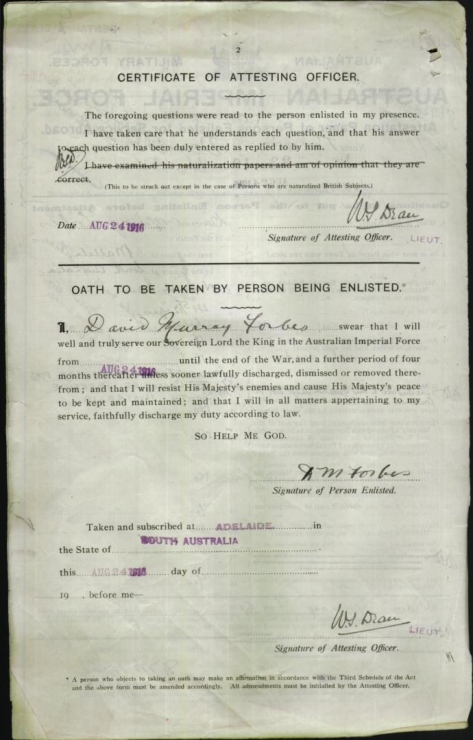 2
CERTIFICATE OF ATTESTING OFFICER.
The foregoing questions were read to the person enlisted in my presence.
I have taken care that he understands each question, and that his answer
to each question has been duly entered as replied to by him.
I have examined his naturalization papers and am of opinion that they are
correct.
(This to be struck out except in the case of Persons who are naturalized British Subjects.)
Date AUG 24 1916
Signature of Attesting Officer. LIEUT.
OATH TO BE TAKEN BY PERSON BEING ENLISTED.*
I, David Murray Forbes swear that I will
well and truly serve our Sovereign Lord the King in the Australian Imperial Force
from AUG 24 1916 until the end of the War, and a further period of four
months thereafter unless sooner lawfully discharged, dismissed or removed there-
from; and that I will resist His Majesty's enemies and cause His Majesty's peace
to be kept and maintained; and that I will in all matters appertaining to my
service, faithfully discharge my duty according to law.
SO HELP ME GOD.
D M Forbes
Signature of Person Enlisted.
Taken and subscribed at ADELAIDE. in
the State of SOUTH AUSTRALIA
this AUG 24 1916 day of
19 , before me—
LIEUT.
Signature of Attesting Officer.
* A person who objects to taking an oath may make an affirmation in accordance with the Third Schedule of the Act
and the above form must be amended accordingly. All amendments must be initialled by the Attesting Officer.